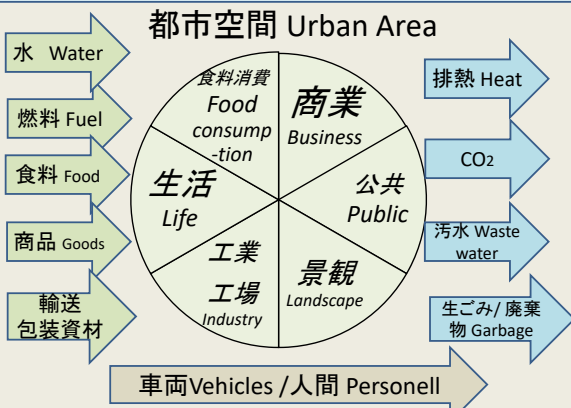 都市空間 Urban Area
水 Water
燃料 Fuel
食料 Food
商品 Goods
輸送
包装資材
食料消費
Food
consump
-tion
商業
Business
生活
Life
公共
Public
工業
工場
Industry
景観
Landscape
排熱 Heat
CO2
汚水 Waste
water
生ごみ/ 廃棄
物 Garbage
車両Vehicles /人間 Personell